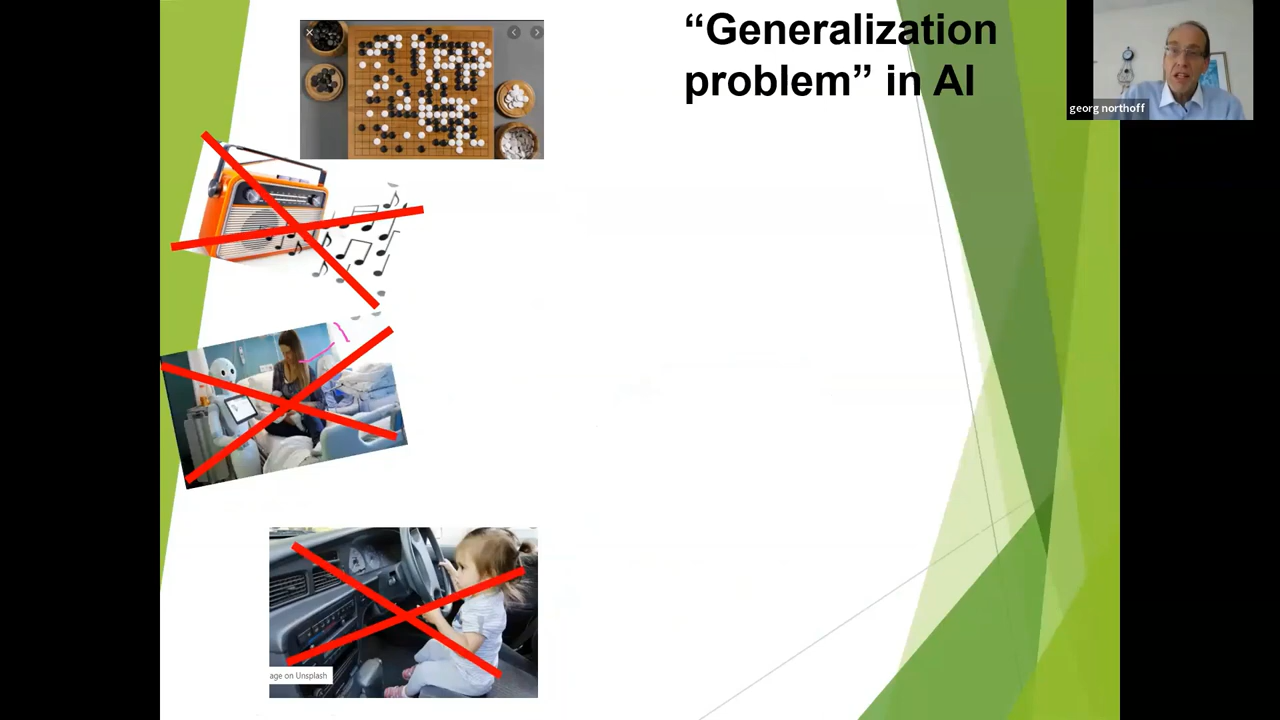 “Generalization
problem” in AI
georg northoff
age on Unsplash